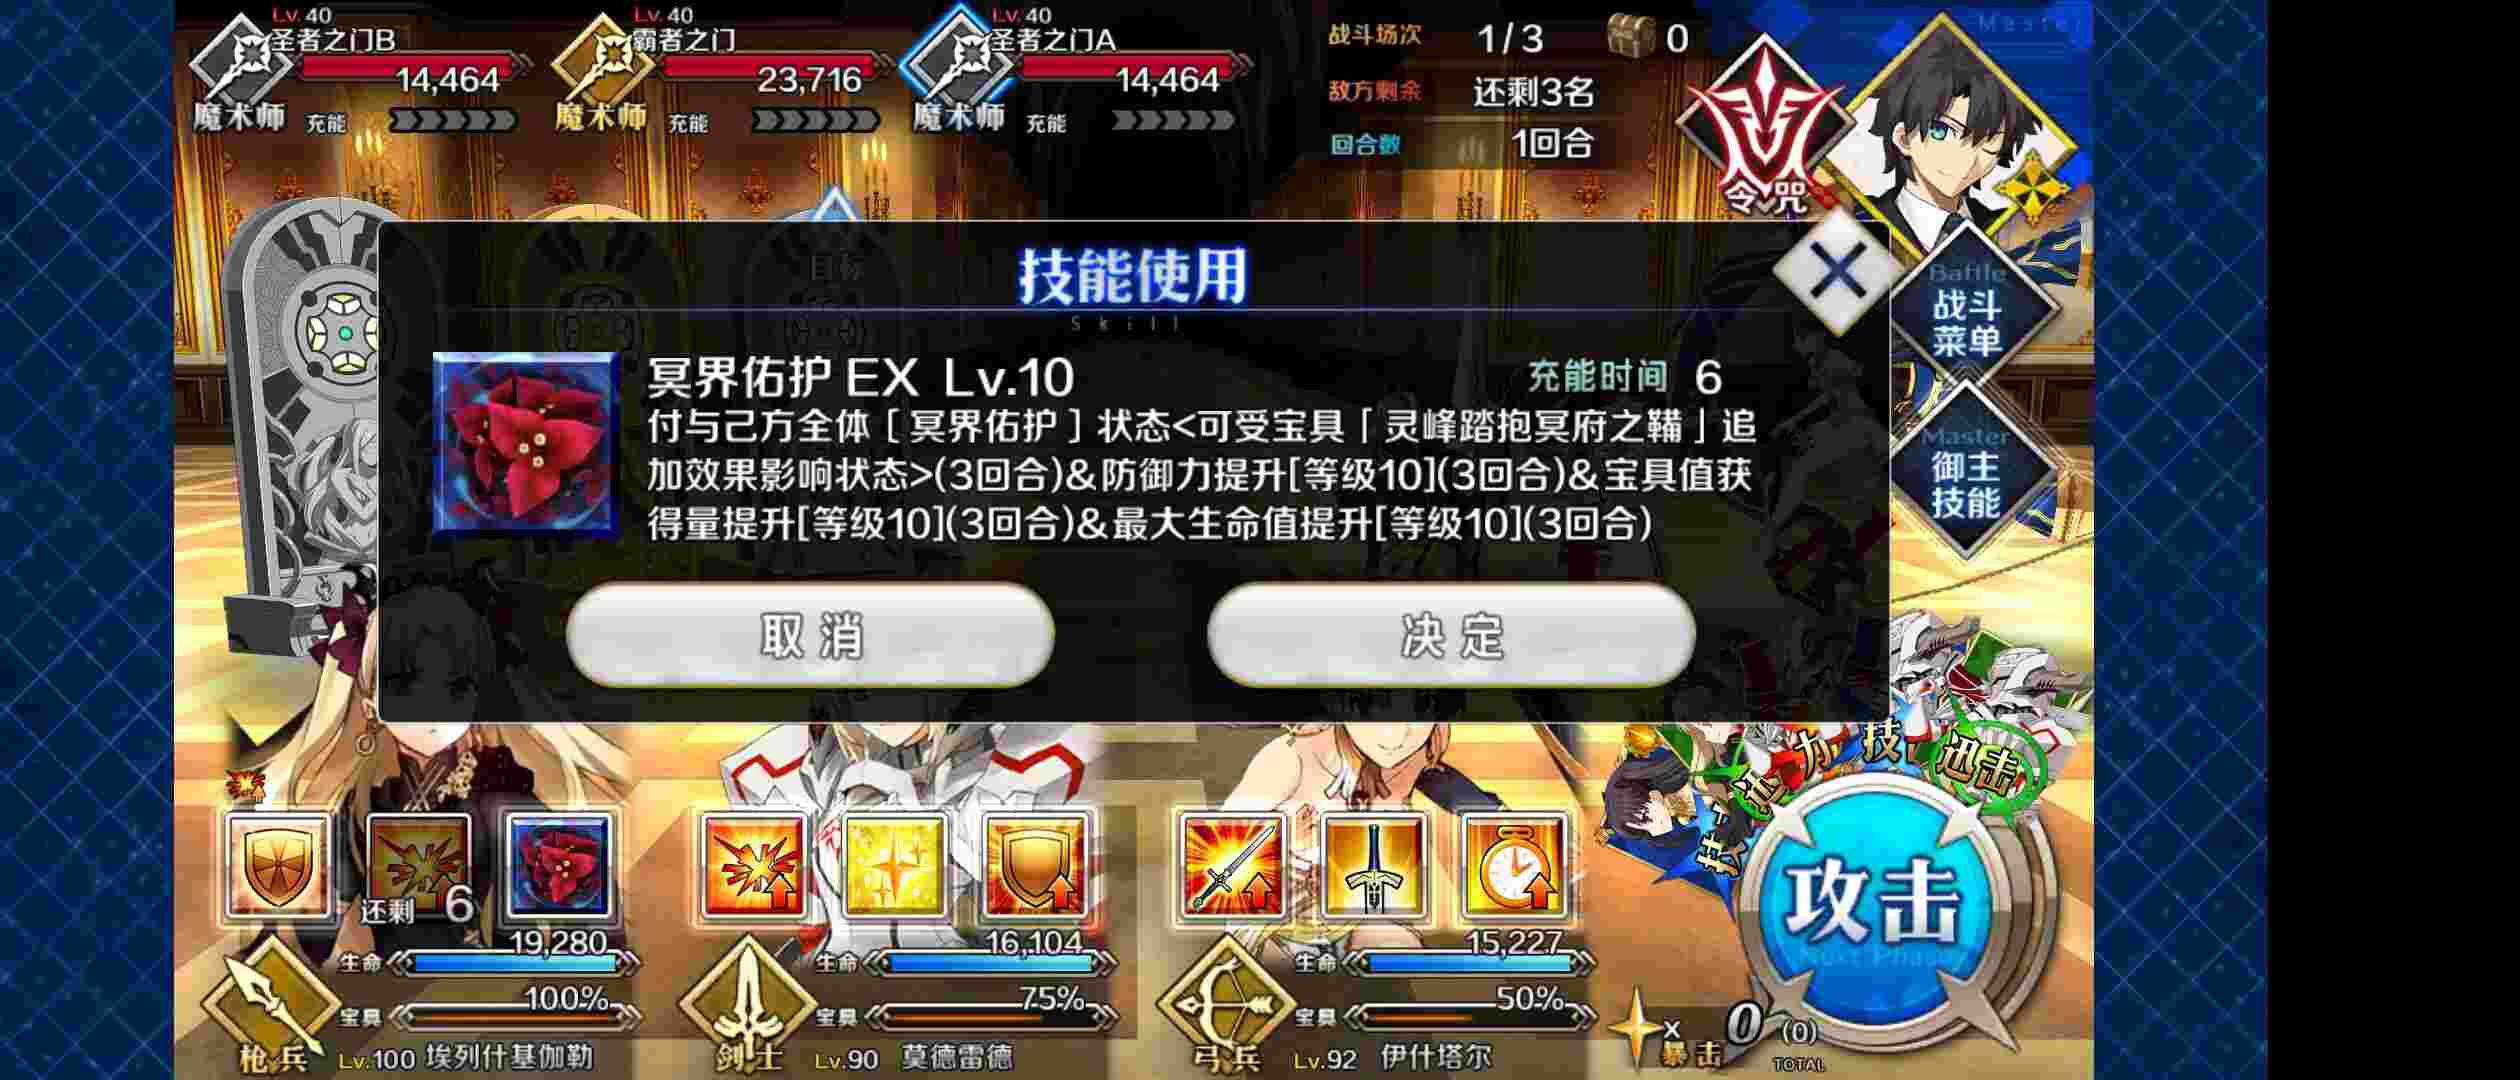 Lv.40
圣者之门B
14,464
魔术师 充能
Lv.40
霸者之门
23,716
魔术师 充能
Lv.40
圣者之门A
14,464
魔术师 充能
战斗场次 1/3
0
敌方剩余 还剩3名
回合数 1回合
令咒
Master
Battle
战斗
菜单
Master
御主
技能
目标
技能使用
Skill
冥界佑护 EX Lv.10
充能时间 6
付与己方全体[冥界佑护]状态<可受宝具「灵峰踏抱冥府之鞴」追
加效果影响状态>(3回合)&防御力提升[等级10](3回合)&宝具值获
得量提升[等级10](3回合)&最大生命值提升[等级10](3回合)
取消
决定
还剩 6
生命 19,280
宝具 100%
枪兵 Lv.100 埃列什基伽勒
生命 16,104
宝具 75%
剑士 Lv.90 莫德雷德
生命 15,227
宝具 50%
弓兵 Lv.92 伊什塔尔
技
迅
力
技
迅击
攻击
Next Phase
x 0 (0)
暴击 TOTAL